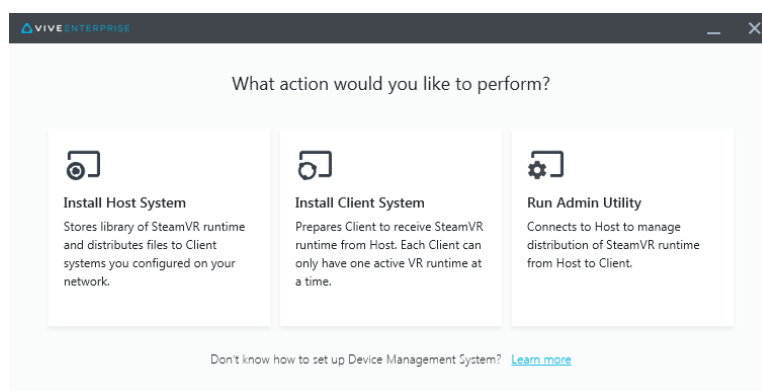 VIVE ENTERPRISE
What action would you like to perform?
Install Host System
Stores library of SteamVR runtime
and distributes files to Client
systems you configured on your
network.
Install Client System
Prepares Client to receive SteamVR
runtime from Host. Each Client can
only have one active VR runtime at
a time.
Run Admin Utility
Connects to Host to manage
distribution of SteamVR runtime
from Host to Client.
Don't know how to set up Device Management System? Learn more